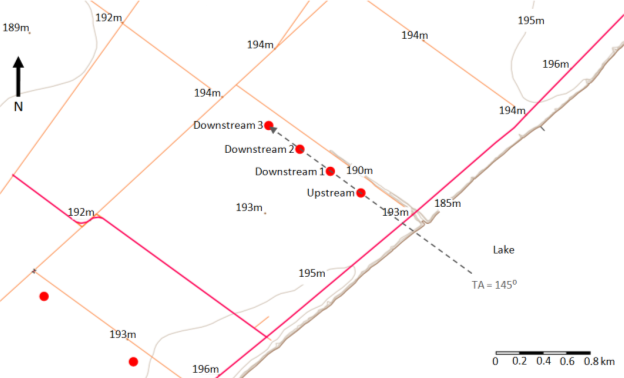 195m
192m
189m
194m
194m
196m
N
194m
194m
Downstream 3
Downstream 2
190m
Downstream 1
Upstream
185m
192m
193m
193m
Lake
195m
TA = 145⁰
193m
196m
0 0.2 0.4 0.6 0.8 km